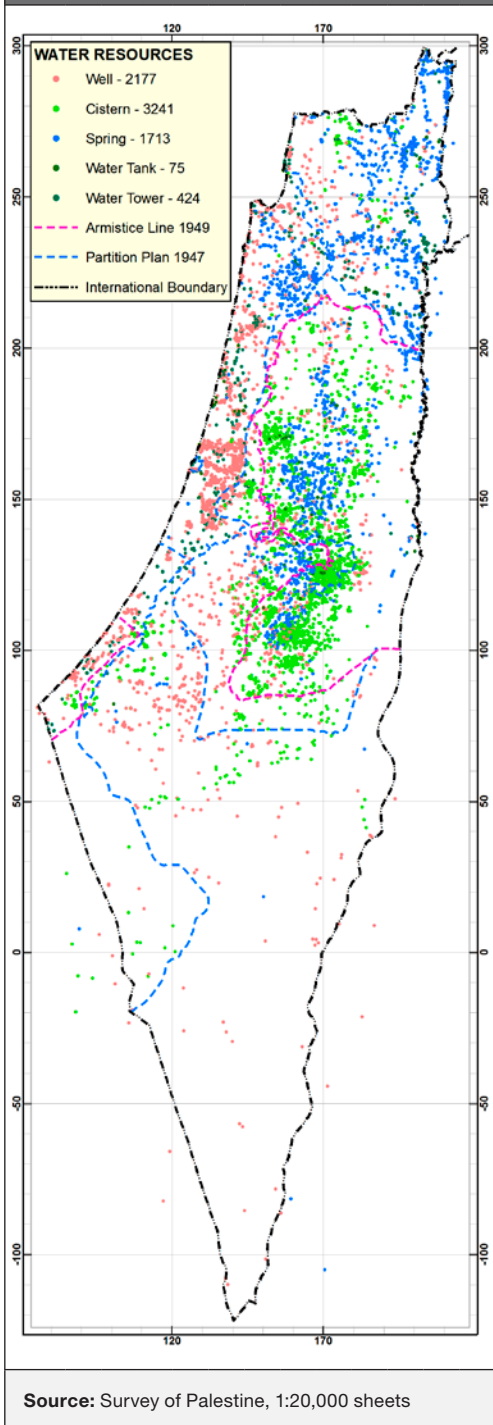 120 170
300
WATER RESOURCES
Well - 2177
Cistern - 3241
Spring - 1713
Water Tank - 75
Water Tower - 424
Armistice Line 1949
Partition Plan 1947
International Boundary
300
250 250
200 200
150 150
100 100
50 50
0 0
-50 -50
-100 -100
120 170
Source: Survey of Palestine, 1:20,000 sheets